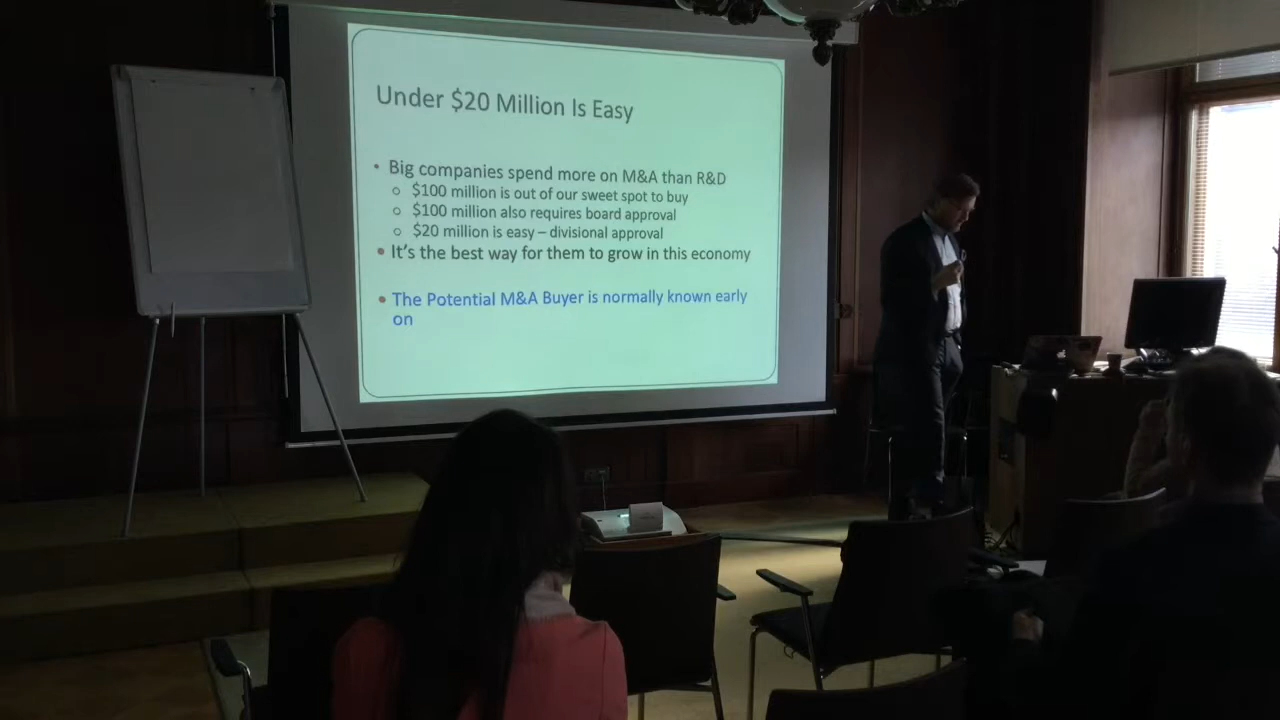 Under $20 Million Is Easy
• Big companies spend more on M&A than R&D
○ $100 million is out of our sweet spot to buy
○ $100 million also requires board approval
○ $20 million is easy – divisional approval
• It's the best way for them to grow in this economy
• The Potential M&A Buyer is normally known early
on